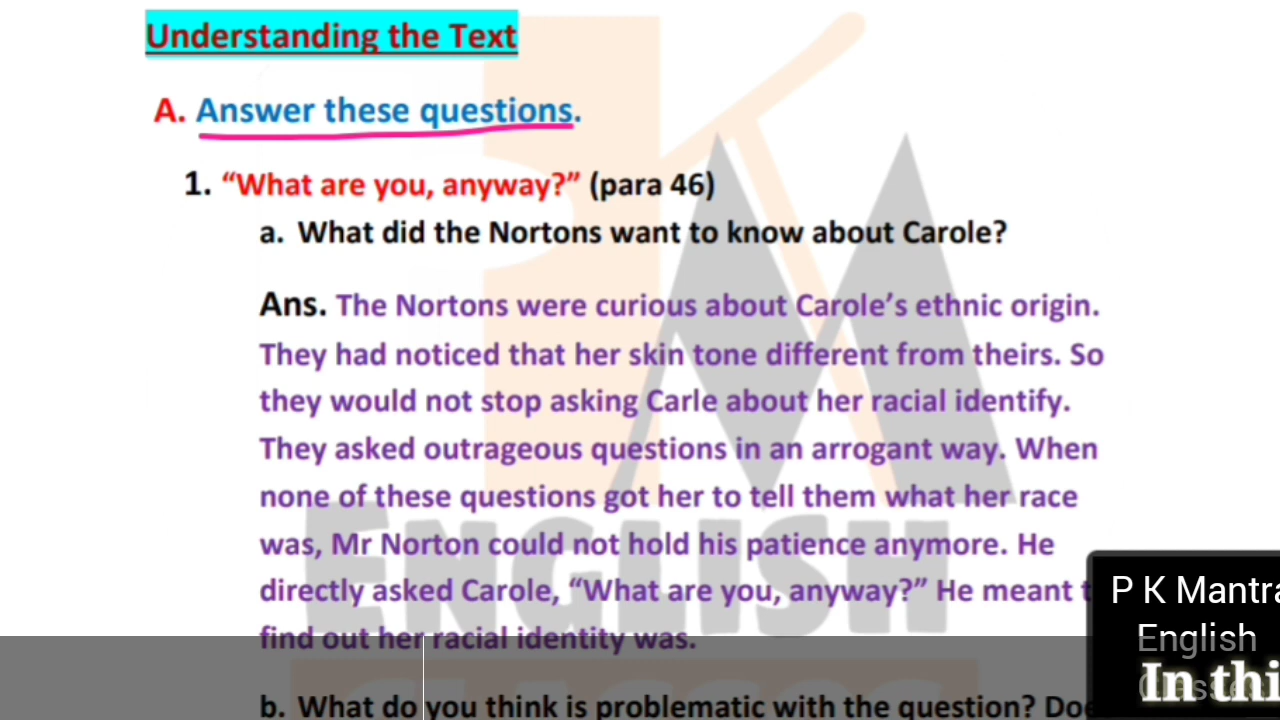 Understanding the Text
A. Answer these questions.
1. “What are you, anyway?” (para 46)
a. What did the Nortons want to know about Carole?
Ans. The Nortons were curious about Carole’s ethnic origin.
They had noticed that her skin tone different from theirs. So
they would not stop asking Carle about her racial identify.
They asked outrageous questions in an arrogant way. When
none of these questions got her to tell them what her race
was, Mr Norton could not hold his patience anymore. He
directly asked Carole, “What are you, anyway?” He meant
find out her racial identity was.
b. What do you think is problematic with the question?
P K Mantra
English
In thi
ENGLISH